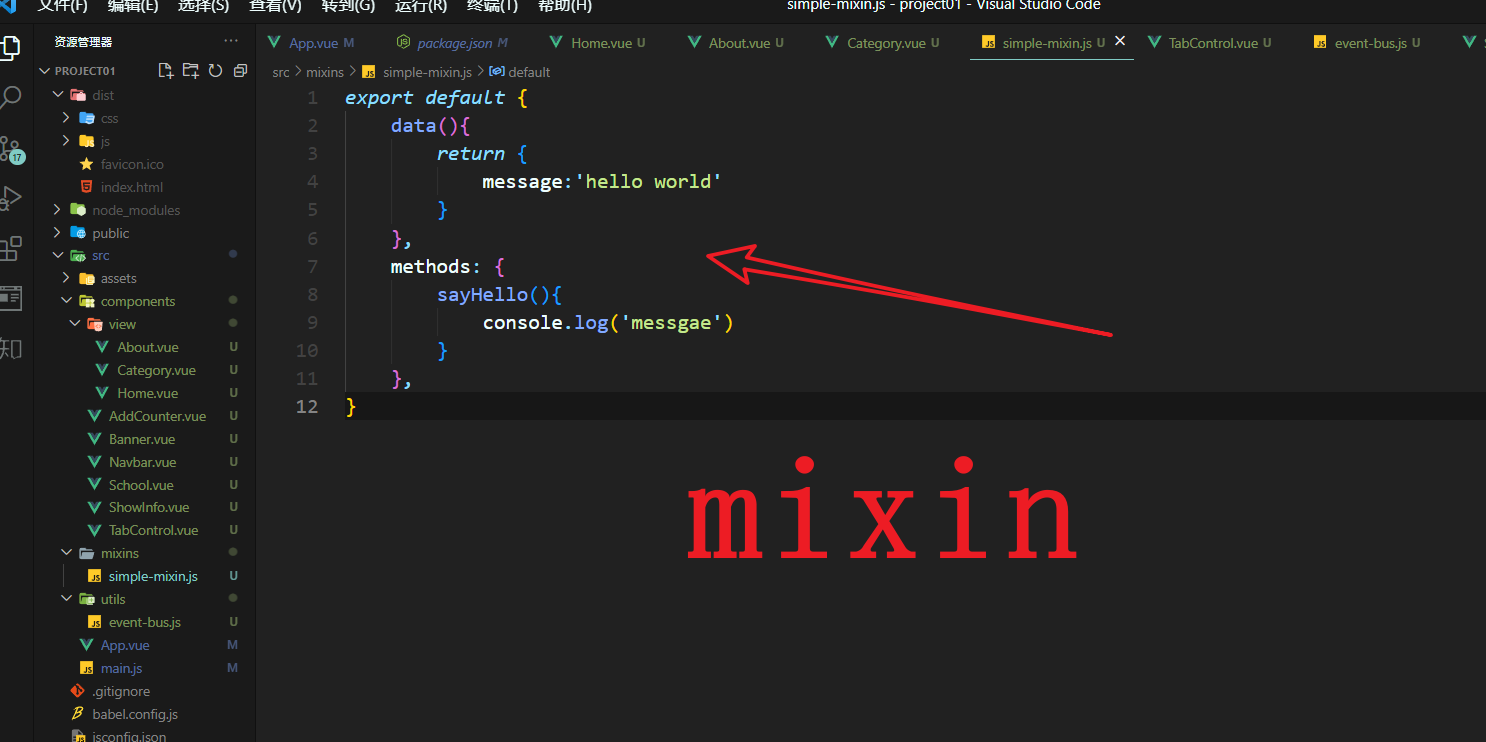 文件(F) 编辑(E) 选择(S) 查看(V) 转到(G) 运行(R) 终端(T) 帮助(H) simple-mixin.js - project01 - Visual Studio Code
资源管理器 ···
PROJECT01
dist
css
js
favicon.ico
index.html
node_modules
public
src
assets
components
view
About.vue U
Category.vue U
Home.vue U
AddCounter.vue U
Banner.vue U
Navbar.vue U
School.vue U
ShowInfo.vue U
TabControl.vue U
mixins
simple-mixin.js U
utils
event-bus.js U
App.vue M
main.js M
.gitignore
babel.config.js
jsconfig.json
17
知
App.vue M package.json M Home.vue U About.vue U Category.vue U simple-mixin.js U TabControl.vue U event-bus.js U
src > mixins > JS simple-mixin.js > default
1 export default {
2 data(){
3 return {
4 message:'hello world'
5 }
6 },
7 methods: {
8 sayHello(){
9 console.log('messgae')
10 }
11 },
12 }
mixin